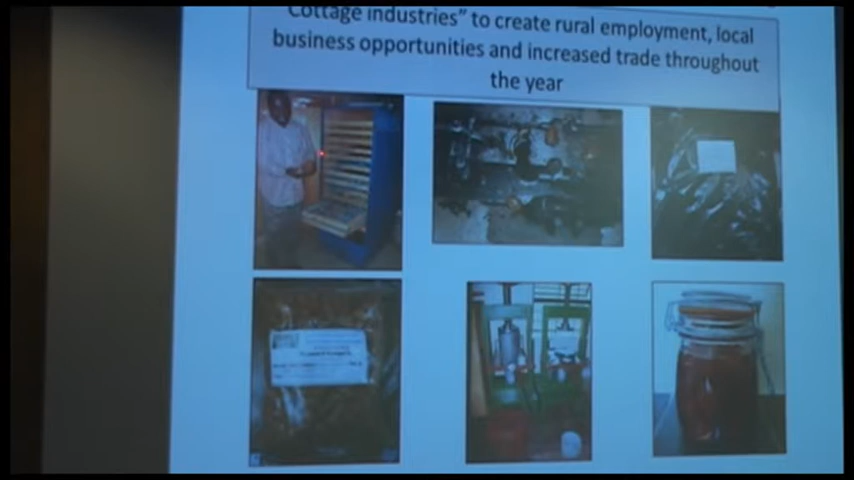 Cottage industries" to create rural employment, local
business opportunities and increased trade throughout
the year